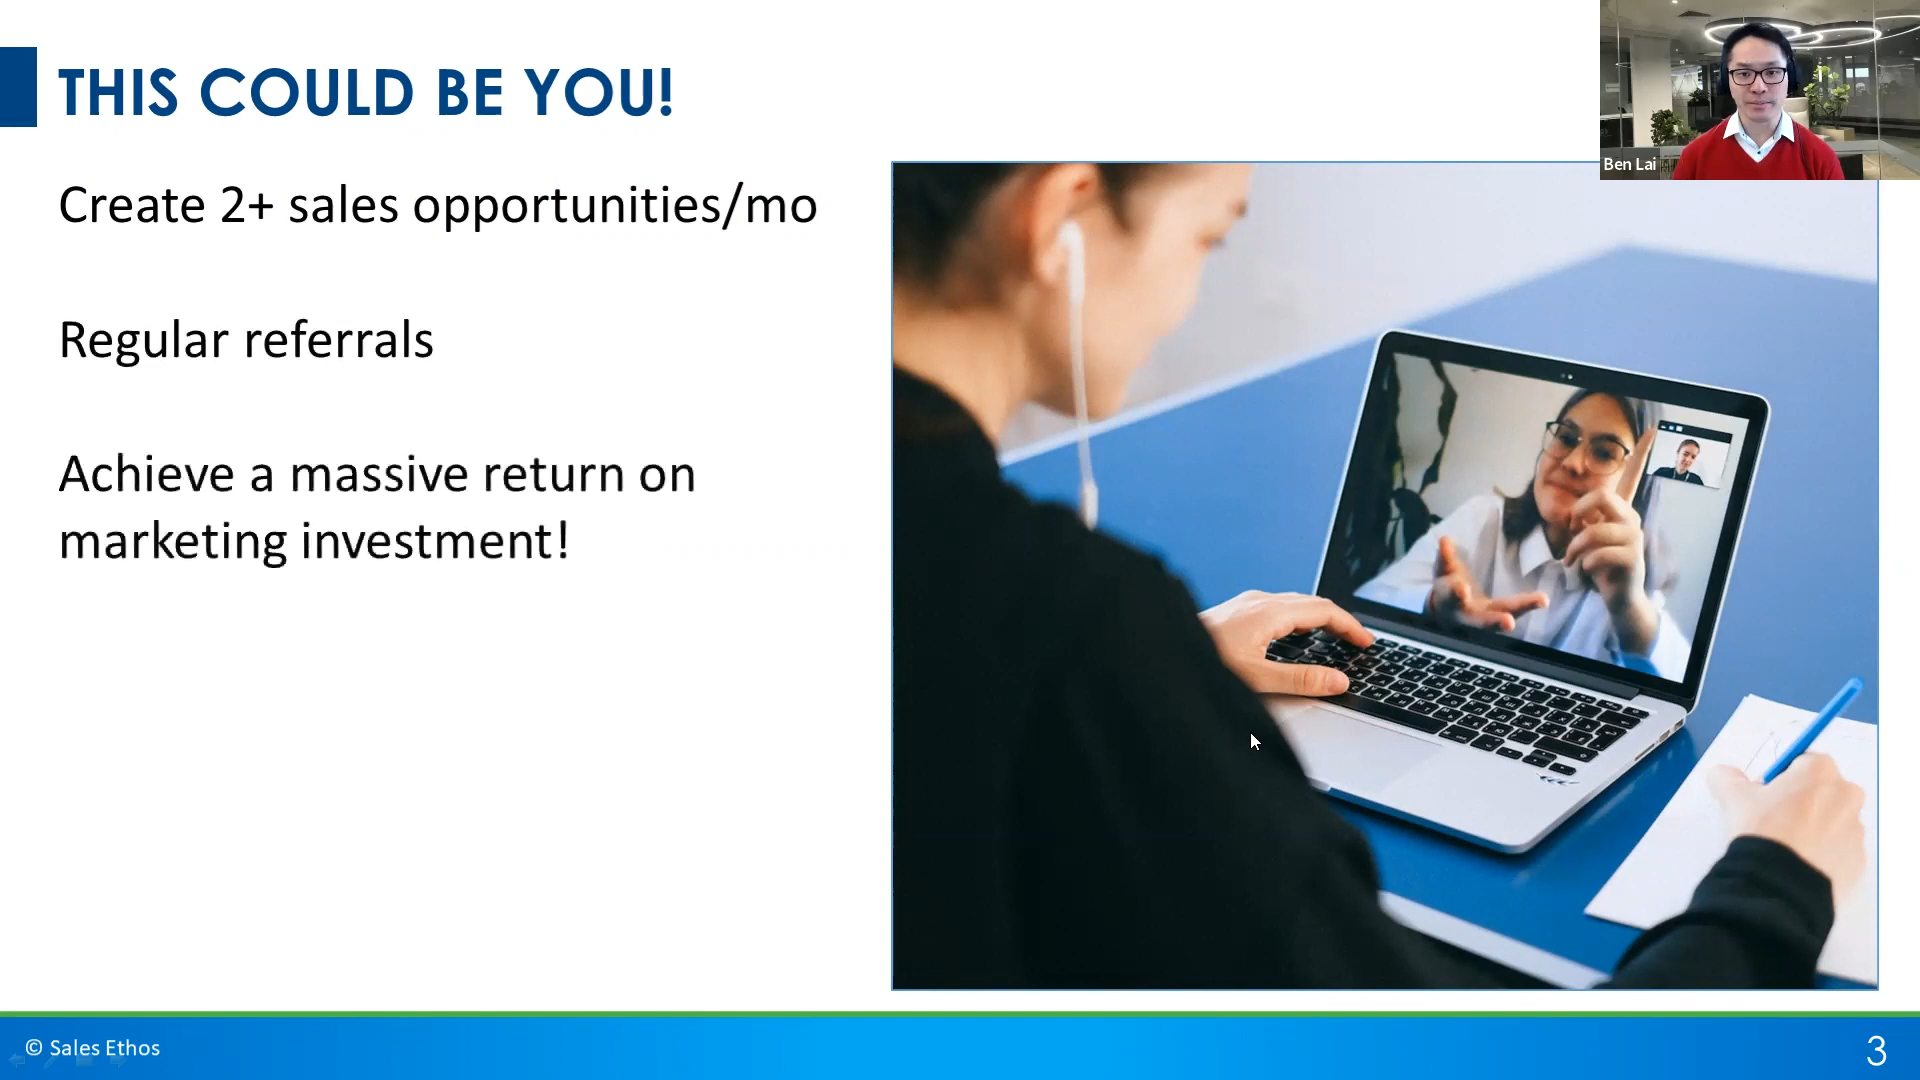 THIS COULD BE YOU!
Ben Lai
Create 2+ sales opportunities/mo
Regular referrals
Achieve a massive return on
marketing investment!
© Sales Ethos
3